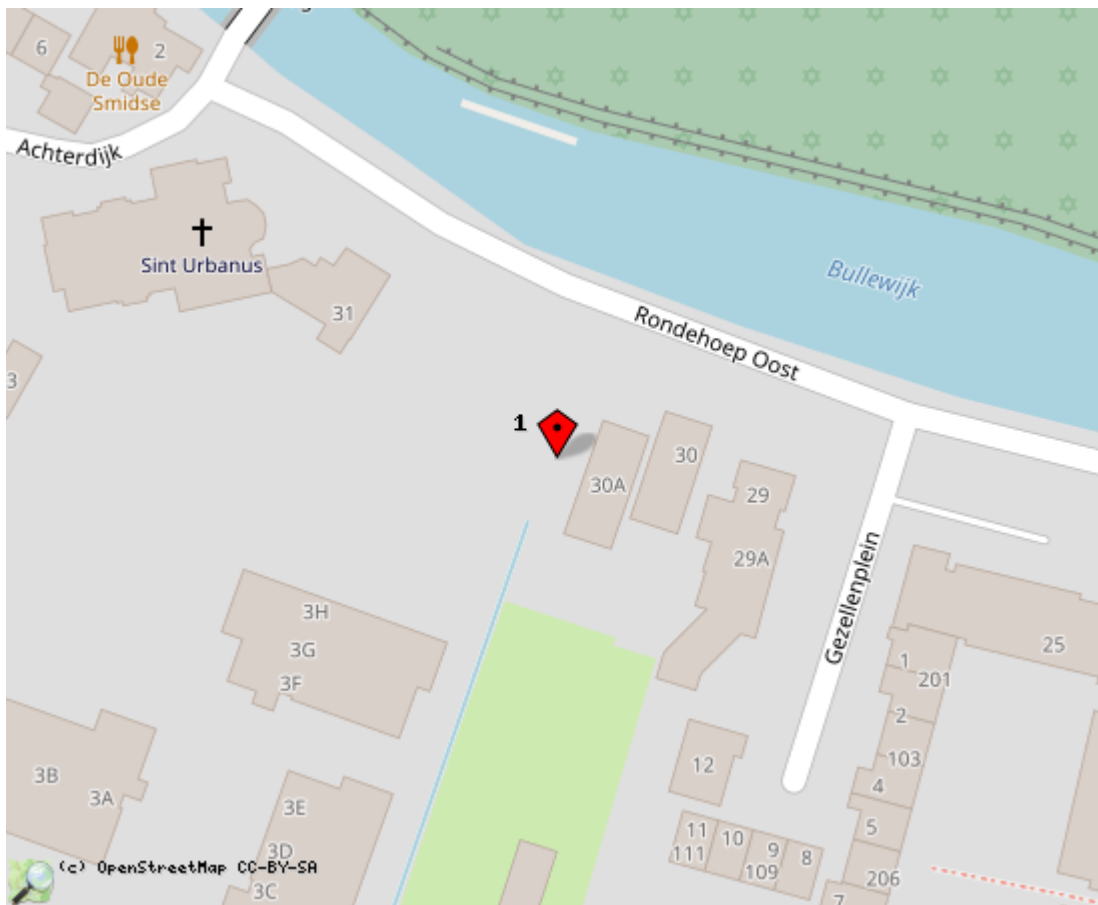 6
2
De Oude
Smidse
Achterdijk
Sint Urbanus
31
3
Bullewijk
Rondehoep Oost
1
30
30A
29
29A
Gezellenplein
25
1
201
2
103
4
5
206
7
12
11
111
10
9
109
8
3H
3G
3F
3B
3A
3E
3D
3C
(c) OpenStreetMap CC-BY-SA